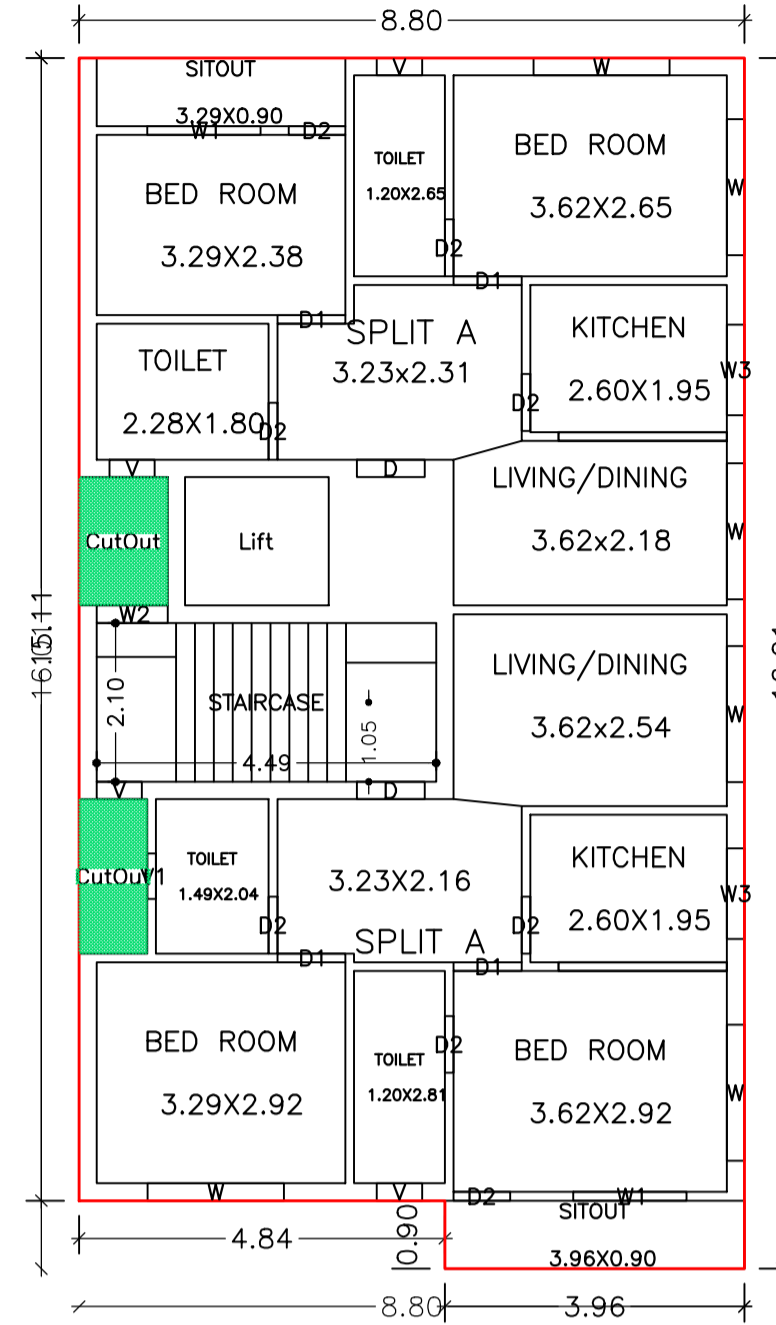 8.80
SITOUT
V
W
3.29X0.90
W1
D2
TOILET
1.20X2.65
BED ROOM
3.62X2.65
W
BED ROOM
3.29X2.38
D2
D1
D1
SPLIT A
3.23x2.31
KITCHEN
2.60X1.95
W3
TOILET
2.28X1.80
D2
D2
V
D
LIVING/DINING
3.62x2.18
W
CutOut
Lift
W2
LIVING/DINING
3.62x2.54
W
STAIRCASE
2.10
1.05
4.49
V
D
CutOut
V1
TOILET
1.49X2.04
3.23X2.16
KITCHEN
2.60X1.95
W3
D2
D2
SPLIT A
D1
D1
BED ROOM
3.29X2.92
TOILET
1.20X2.81
D2
BED ROOM
3.62X2.92
W
W
V
D2
W1
SITOUT
3.96X0.90
4.84
0.90
8.80
3.96